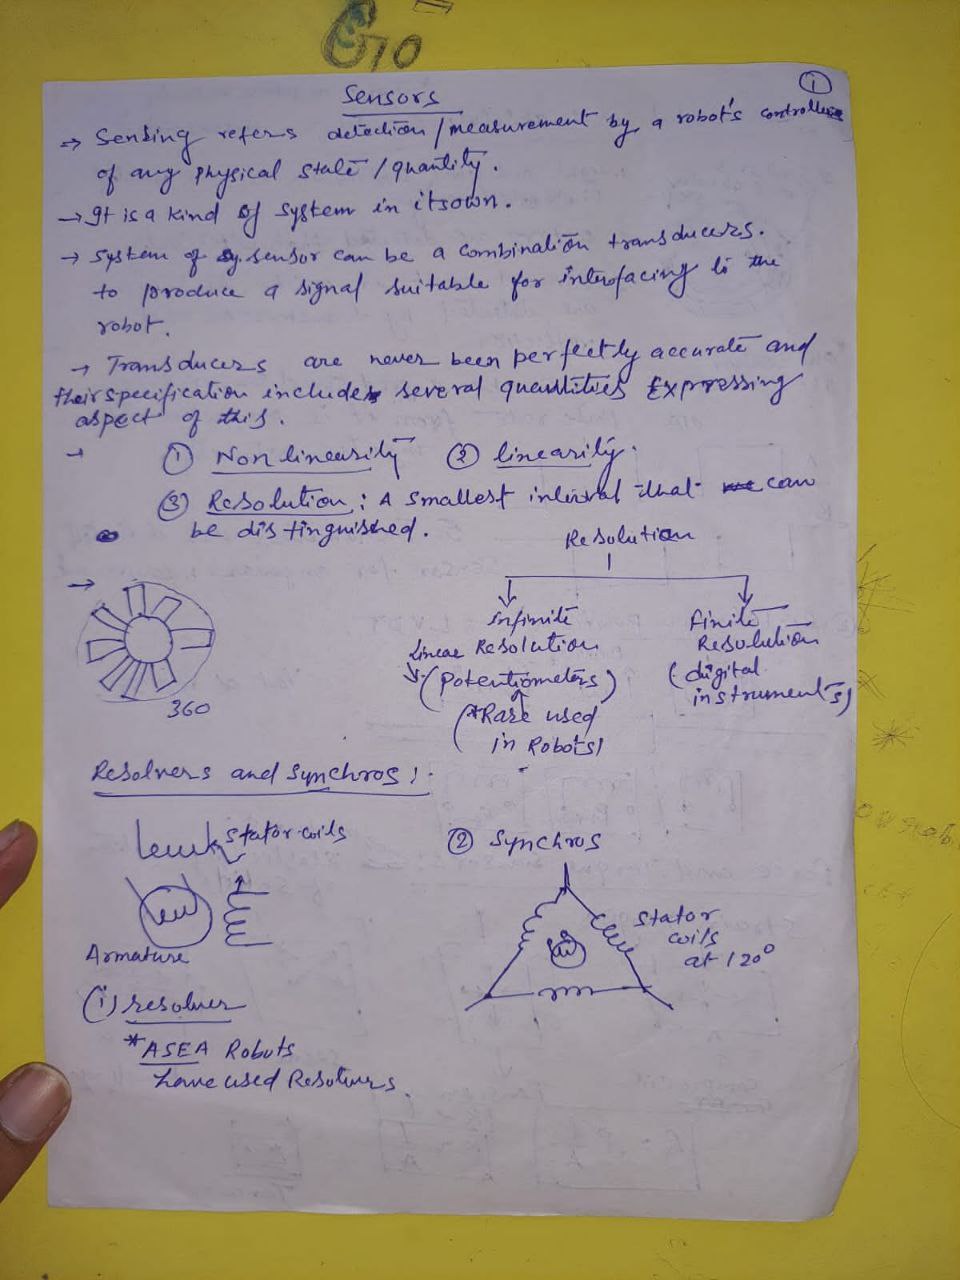 G10
①
Sensors
→ Sensing refers detection/measurement by a robot's controller
of any physical state/quantity.
→ It is a kind of system in itsown.
→ System of sensor can be a combination transducers.
to produce a signal suitable for interfacing to the
robot.
→ Transducers are never been perfectly accurate and
their specification includes several quantities Expressing
aspect of this.
→ ① Non linearity ② linearity.
③ Resolution: A smallest interval that can
be distinguished.
Resolution
→
Infinite
Resolution
Linear
(Potentiometers)
(*Rare used
in Robots)
Finite
Resolution
(digital
instruments)
360
Resolvers and Synchros:-
Stator coils
Armature
(i) resolver
*ASEA Robots
have used Resolvers.
② Synchros
Stator
coils
at 120°